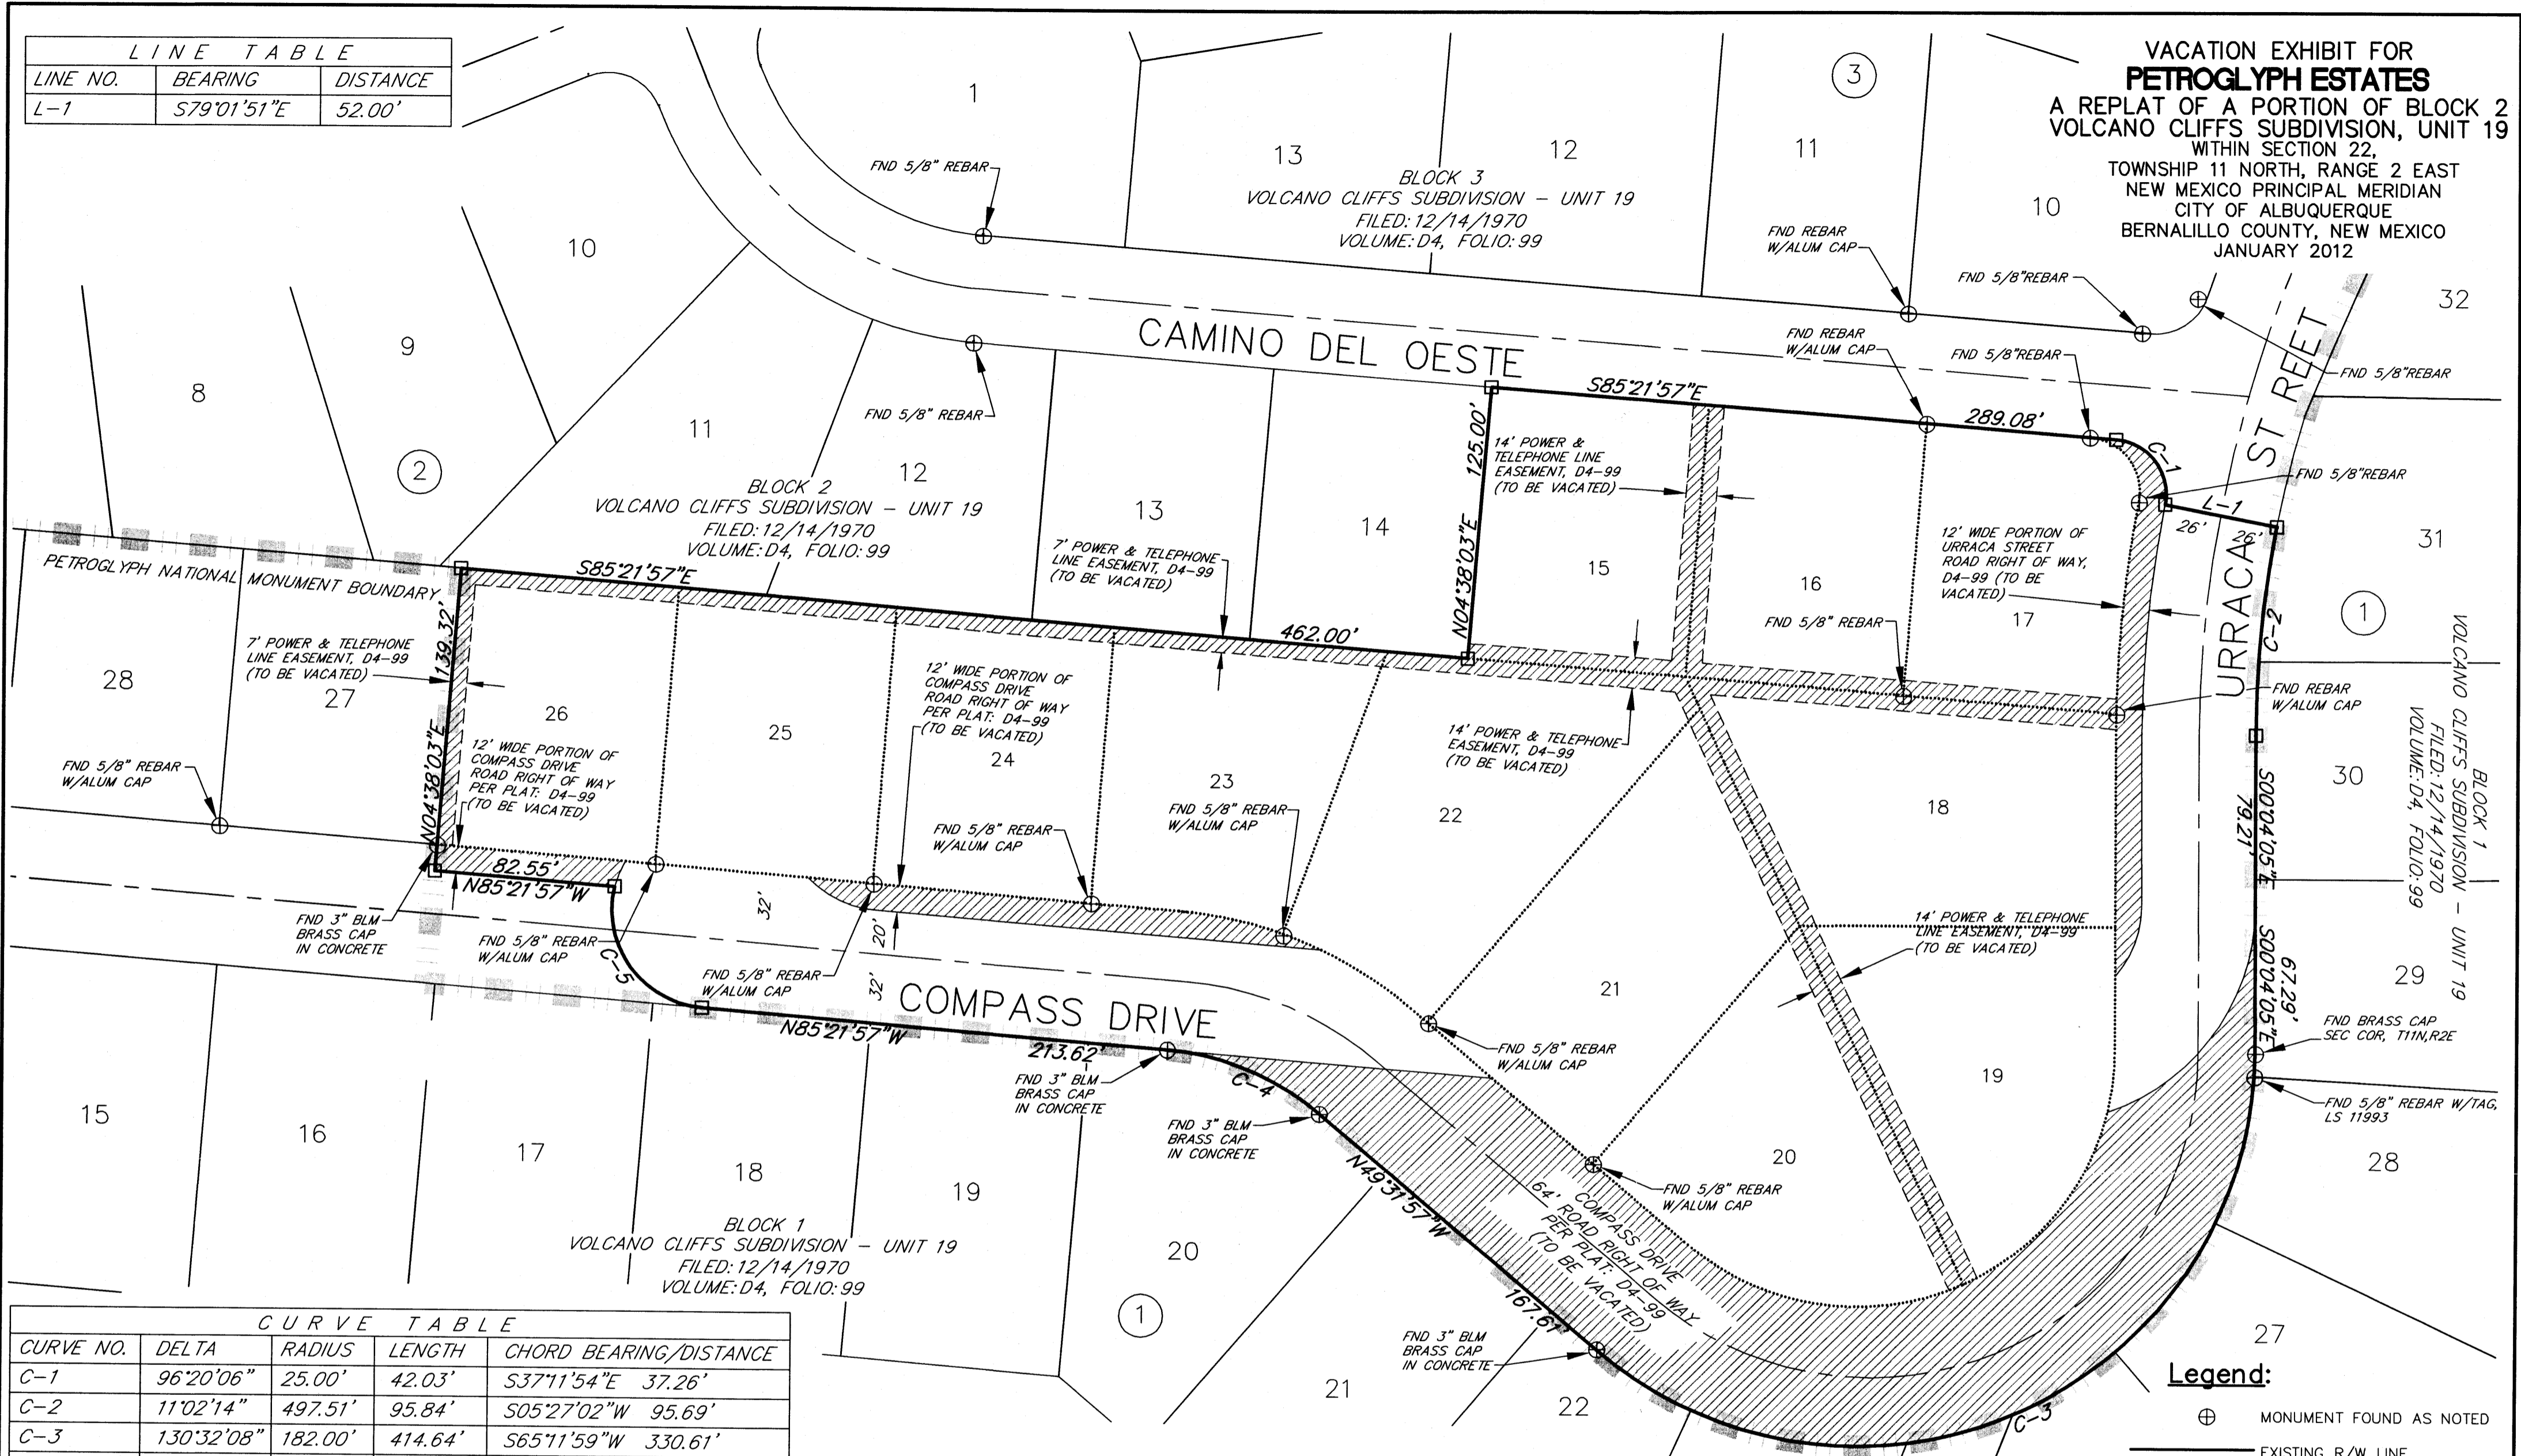 LINE TABLE
LINE NO. BEARING DISTANCE
L-1 S79°01'51"E 52.00'
VACATION EXHIBIT FOR
PETROGLYPH ESTATES
A REPLAT OF A PORTION OF BLOCK 2
VOLCANO CLIFFS SUBDIVISION, UNIT 19
WITHIN SECTION 22,
TOWNSHIP 11 NORTH, RANGE 2 EAST
NEW MEXICO PRINCIPAL MERIDIAN
CITY OF ALBUQUERQUE
BERNALILLO COUNTY, NEW MEXICO
JANUARY 2012
1
13
12
11
3
10
32
FND 5/8" REBAR
BLOCK 3
VOLCANO CLIFFS SUBDIVISION - UNIT 19
FILED: 12/14/1970
VOLUME: D4, FOLIO: 99
FND REBAR
W/ALUM CAP
FND 5/8"REBAR
FND 5/8"REBAR
CAMINO DEL OESTE
FND REBAR
W/ALUM CAP
FND 5/8"REBAR
8
9
10
11
12
13
14
2
FND 5/8" REBAR
BLOCK 2
VOLCANO CLIFFS SUBDIVISION - UNIT 19
FILED: 12/14/1970
VOLUME: D4, FOLIO: 99
S85°21'57"E
289.08'
C-1
FND 5/8"REBAR
L-1
26'
26'
125.00'
N04°38'03"E
14' POWER &
TELEPHONE LINE
EASEMENT, D4-99
(TO BE VACATED)
15
16
17
12' WIDE PORTION OF
URRACA STREET
ROAD RIGHT OF WAY,
D4-99 (TO BE
VACATED)
FND 5/8" REBAR
URRACA STREET
C-2
31
1
FND REBAR
W/ALUM CAP
30
BLOCK 1
VOLCANO CLIFFS SUBDIVISION - UNIT 19
FILED: 12/14/1970
VOLUME: D4, FOLIO: 99
S00°04'05"E
79.21'
S00°04'05"E
67.29'
29
FND BRASS CAP
SEC COR, T11N,R2E
FND 5/8" REBAR W/TAG,
LS 11993
28
PETROGLYPH NATIONAL MONUMENT BOUNDARY
S85°21'57"E
462.00'
7' POWER & TELEPHONE
LINE EASEMENT, D4-99
(TO BE VACATED)
7' POWER & TELEPHONE
LINE EASEMENT, D4-99
(TO BE VACATED)
139.32'
N04°38'03"E
28
27
26
25
24
23
22
12' WIDE PORTION OF
COMPASS DRIVE
ROAD RIGHT OF WAY
PER PLAT: D4-99
(TO BE VACATED)
12' WIDE PORTION OF
COMPASS DRIVE
ROAD RIGHT OF WAY
PER PLAT: D4-99
(TO BE VACATED)
14' POWER & TELEPHONE
EASEMENT, D4-99
(TO BE VACATED)
18
FND 5/8" REBAR
W/ALUM CAP
FND 5/8" REBAR
W/ALUM CAP
FND 5/8" REBAR
W/ALUM CAP
82.55'
N85°21'57"W
FND 3" BLM
BRASS CAP
IN CONCRETE
FND 5/8" REBAR
W/ALUM CAP
C-5
FND 5/8" REBAR
W/ALUM CAP
32'
20'
32'
COMPASS DRIVE
14' POWER & TELEPHONE
LINE EASEMENT, D4-99
(TO BE VACATED)
21
19
20
N85°21'57"W
213.62'
FND 3" BLM
BRASS CAP
IN CONCRETE
C-4
FND 5/8" REBAR
W/ALUM CAP
FND 3" BLM
BRASS CAP
IN CONCRETE
FND 5/8" REBAR
W/ALUM CAP
N49°31'57"W
167.61'
COMPASS DRIVE
64' ROAD RIGHT OF WAY
PER PLAT: D4-99
(TO BE VACATED)
FND 3" BLM
BRASS CAP
IN CONCRETE
15
16
17
18
19
20
BLOCK 1
VOLCANO CLIFFS SUBDIVISION - UNIT 19
FILED: 12/14/1970
VOLUME: D4, FOLIO: 99
1
21
22
27
C-3
CURVE TABLE
CURVE NO. DELTA RADIUS LENGTH CHORD BEARING/DISTANCE
C-1 96°20'06" 25.00' 42.03' S37°11'54"E 37.26'
C-2 11°02'14" 497.51' 95.84' S05°27'02"W 95.69'
C-3 130°32'08" 182.00' 414.64' S65°11'59"W 330.61'
Legend:
MONUMENT FOUND AS NOTED
EXISTING R/W LINE